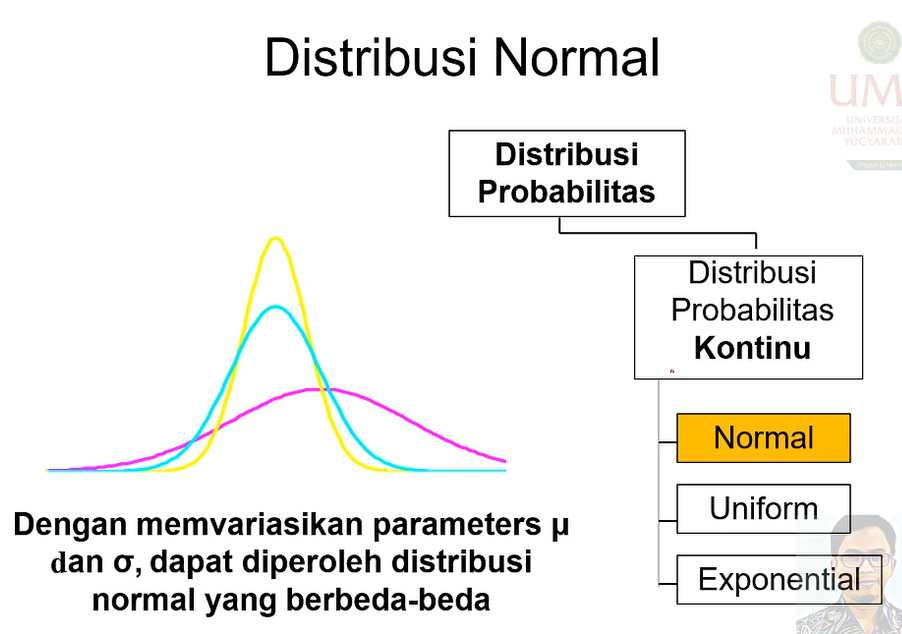 Distribusi Normal
UM
UNIVERSITA
MUHAMMAD
YOGYAKAR
Distribusi
Probabilitas
Distribusi
Probabilitas
Kontinu
Normal
Uniform
Exponential
Dengan memvariasikan parameters μ
dan σ, dapat diperoleh distribusi
normal yang berbeda-beda